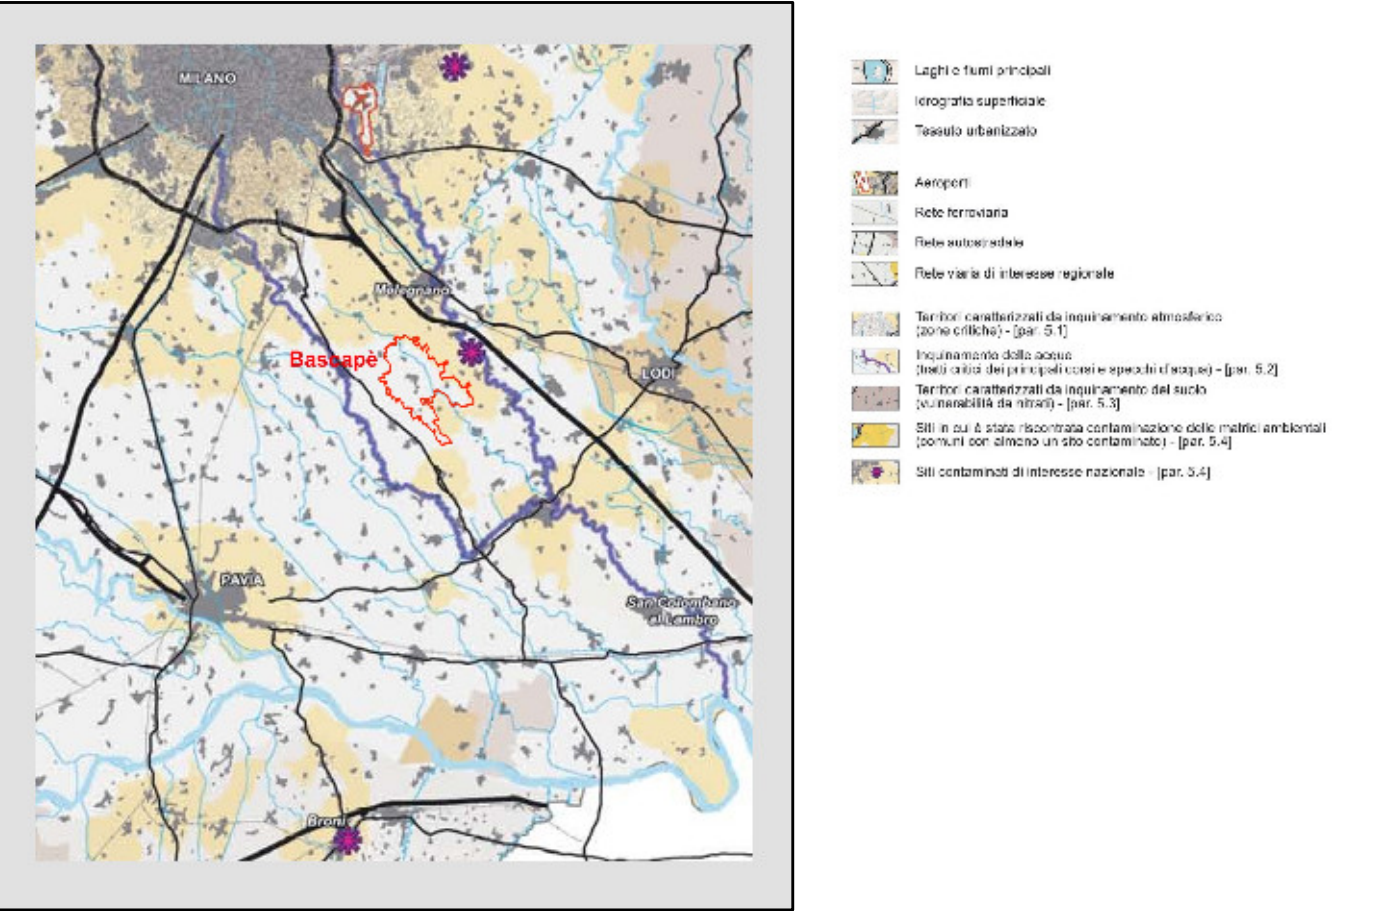 MILANO
Melegnano
Bascapè
LODI
PAVIA
San Colombano
al Lambro
Broni
Laghi e fiumi principali
Idrografia superficiale
Tessuto urbanizzato
Aeroporti
Rete ferroviaria
Rete autostradale
Rete viaria di interesse regionale
Territori caratterizzati da inquinamento atmosferico
(zone critiche) - [par. 5.1]
Inquinamento delle acque
(tratti critici dei principali corsi e specchi d'acqua) - [par. 5.2]
Territori caratterizzati da inquinamento del suolo
(vulnerabilità da nitrati) - [par. 5.3]
Siti in cui è stata riscontrata contaminazione delle matrici ambientali
(comuni con almeno un sito contaminato) - [par. 5.4]
Siti contaminati di interesse nazionale - [par. 5.4]